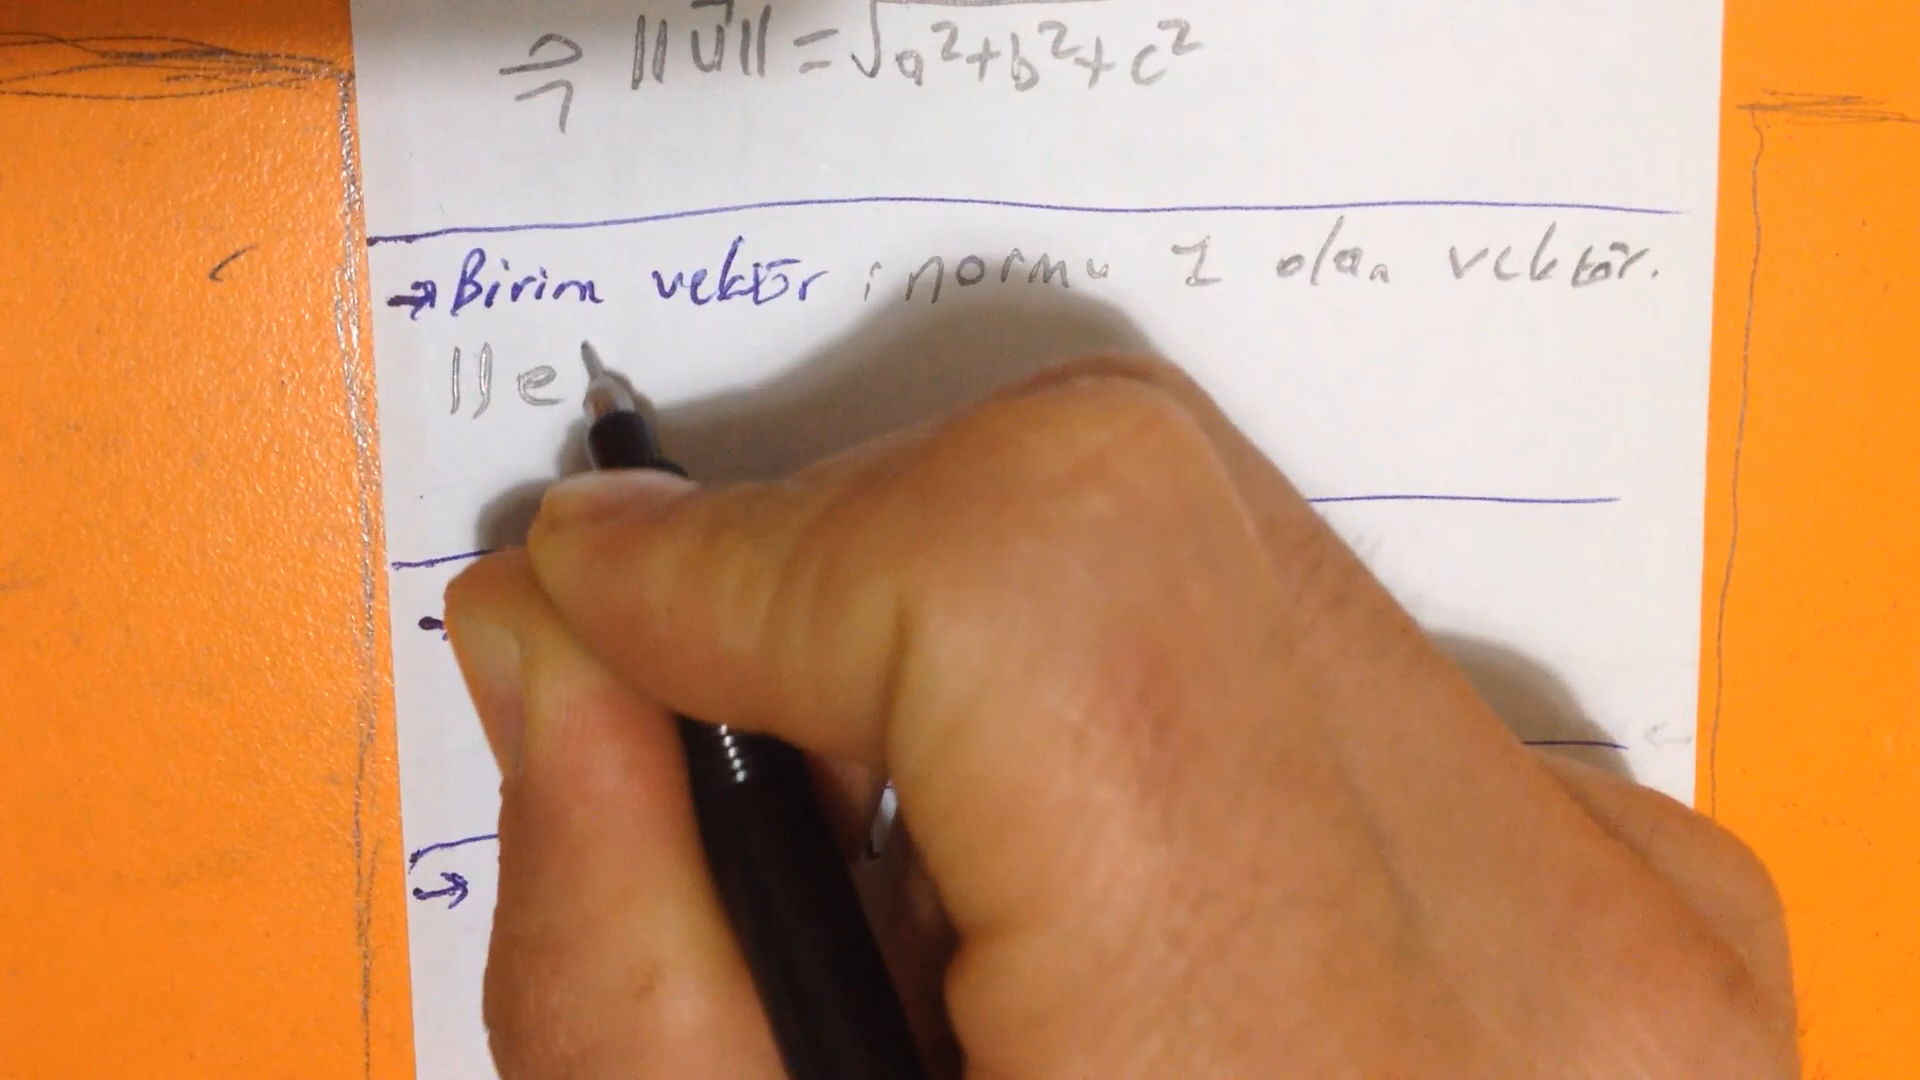 ⇒ ||u⃗|| = √a²+b²+c²
→ Birim vektör : normu 1 olan vektör.
||e